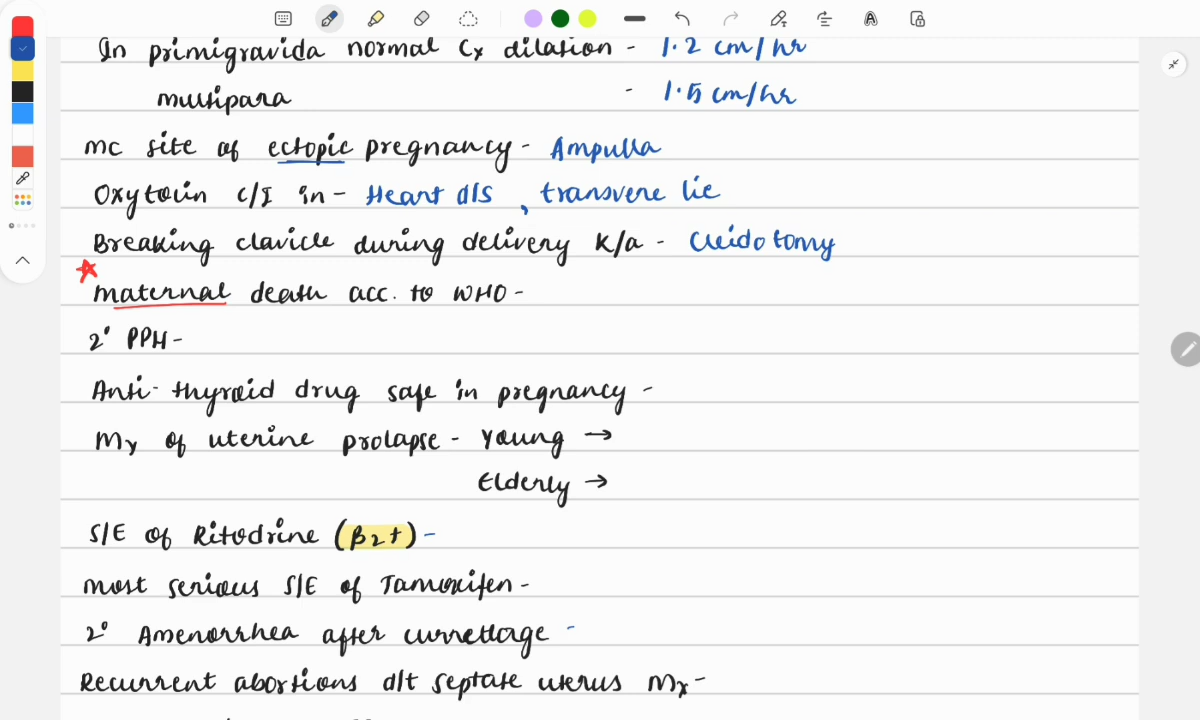 In primigravida normal Cx dilation - 1.2 cm/hr
multipara - 1.5 cm/hr
mc site of ectopic pregnancy - Ampulla
Oxytocin c/I in - Heart d/s , transvere lie
Breaking clavicle during delivery k/a - Cleidotomy
maternal death acc. to WHO -
2° PPH -
Anti-thyroid drug safe in pregnancy -
Mx of uterine prolapse - Young →
Elderly →
S/E of Ritodrine (β2+) -
most serious S/E of Tamoxifen -
2° Amenorrhea after currettage -
Recurrent abortions d/t septate uterus Mx -